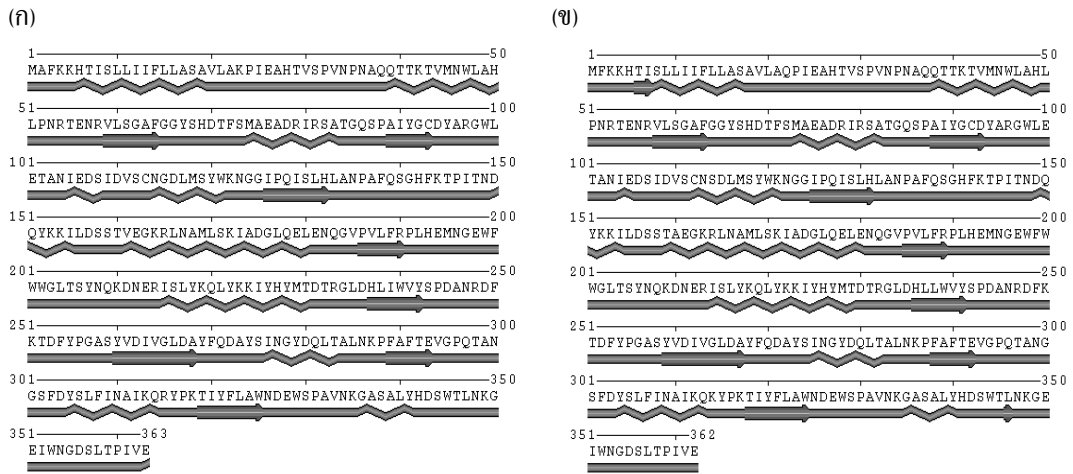 (ก)
1 50
MAFKKHTISLLIIFLLASAVLAKPIEAHTVSPVNPNAQQTTKTVMNWLAH
51 100
LPNRTENRVLSGAFGGYSHDTFSMAEADRIRSATGQSPAIYGCDYARGWL
101 150
ETANIEDSIDVSCNGDLMSYWKNGGIPQISLHLANPAFQSGHFKTPITND
151 200
QYKKILDSSTVEGKRLNAMLSKIADGLQELENQGVPVLFRPLHEMNGEWF
201 250
WWGLTSYNQKDNERISLYKQLYKKIYHYMTDTRGLDHLIWVYSPDANRDF
251 300
KTDFYPGASYVDIVGLDAYFQDAYSINGYDQLTALNKPFAFTEVGPQTAN
301 350
GSFDYSLFINAIKQRYPKTIYFLAWNDEWSPAVNKGASALYHDSWTLNKG
351 363
EIWNGDSLTPIVE
(ข)
1 50
MFKKHTISLLIIFLLASAVLAQPIEAHTVSPVNPNAQQTTKTVMNWLAHL
51 100
PNRTENRVLSGAFGGYSHDTFSMAEADRIRSATGQSPAIYGCDYARGWLE
101 150
TANIEDSIDVSCNSDLMSYWKNGGIPQISLHLANPAFQSGHFKTPITNDQ
151 200
YKKILDSSTAEGKRLNAMLSKIADGLQELENQGVPVLFRPLHEMNGEWFW
201 250
WGLTSYNQKDNERISLYKQLYKKIYHYMTDTRGLDHLLWVYSPDANRDFK
251 300
TDFYPGASYVDIVGLDAYFQDAYSINGYDQLTALNKPFAFTEVGPQTANG
301 350
SFDYSLFINAIKQKYPKTIYFLAWNDEWSPAVNKGASALYHDSWTLNKGE
351 362
IWNGDSLTPIVE